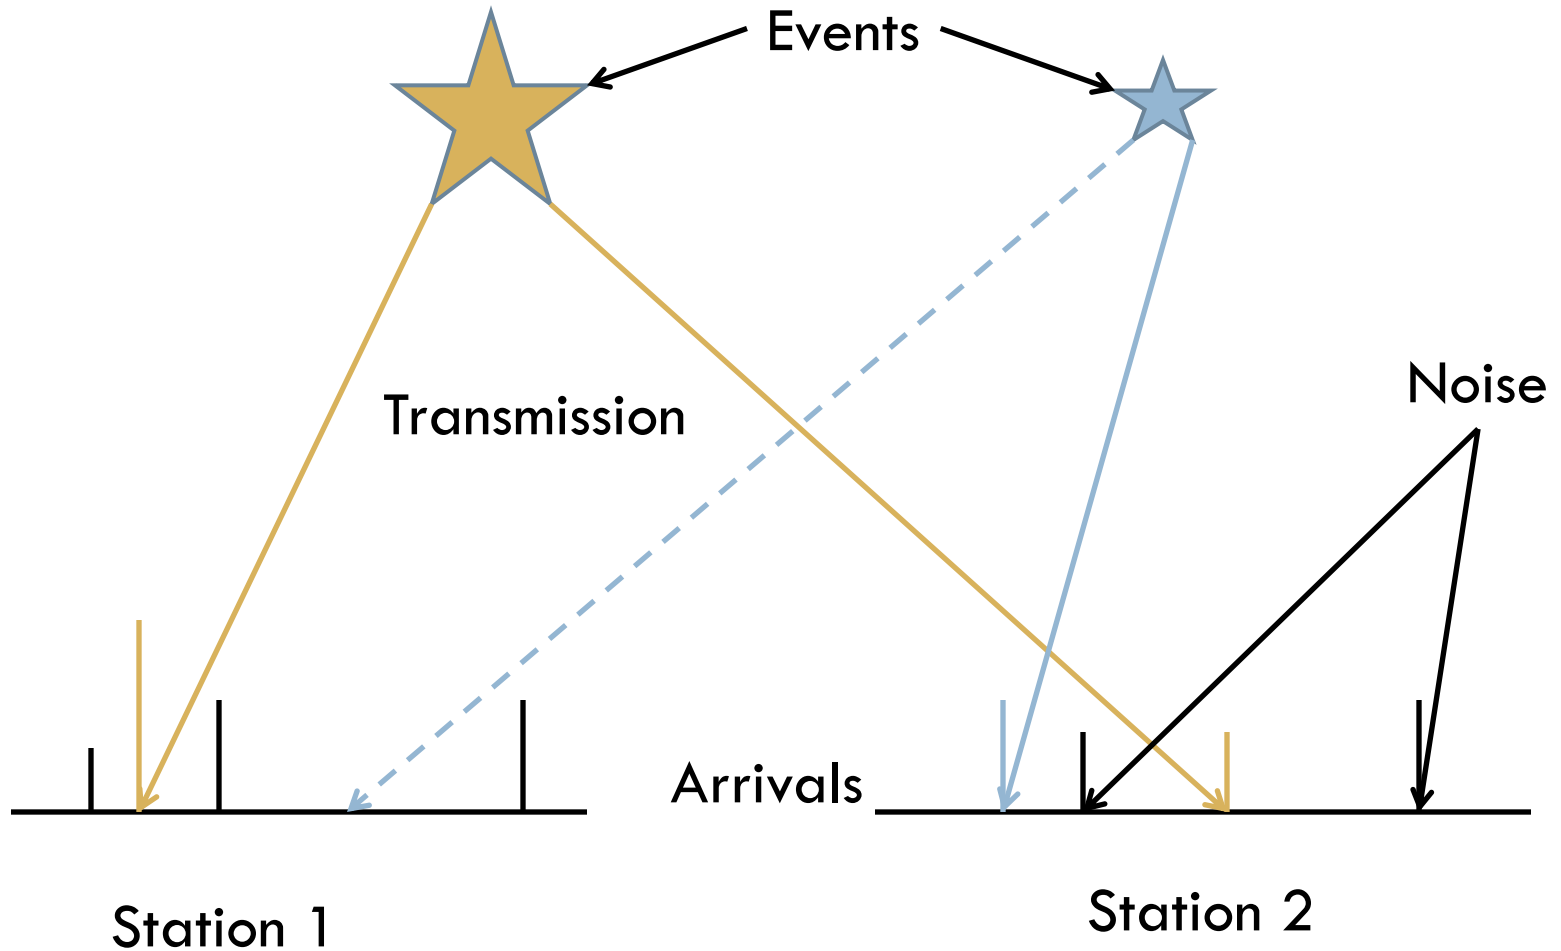 Events
Noise
Transmission
Arrivals
Station 1
Station 2